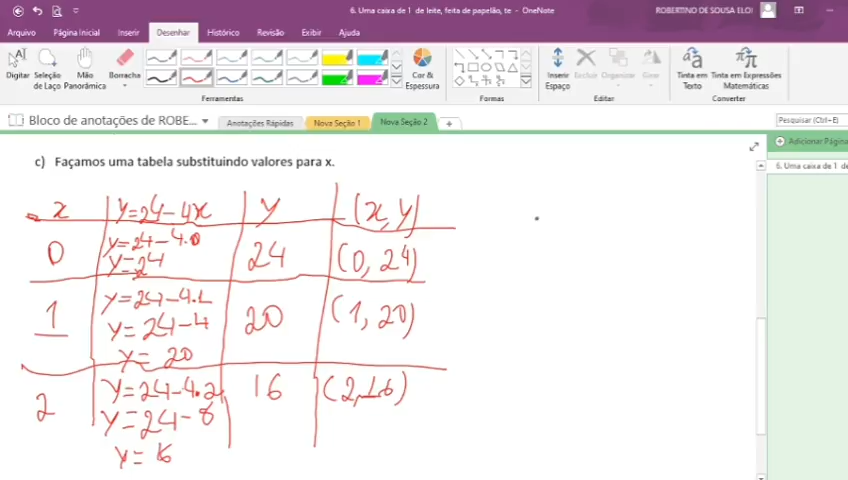 6. Uma caixa de 1 de leite, feita de papelão, te - OneNote
ROBERTINO DE SOUSA ELOI
Arquivo Página Inicial Inserir Desenhar Histórico Revisão Exibir Ajuda
Digitar Seleção de Laço Mão Panorâmica Borracha Cor & Espessura Inserir Espaço Excluir Organizar Girar Tinta em Texto Tinta em Expressões Matemáticas
Ferramentas Formas Editar Converter
Bloco de anotações de ROBE... Anotações Rápidas Nova Seção 1 Nova Seção 2 + Pesquisar (Ctrl+E)
Adicionar Página
6. Uma caixa de 1 de
c) Façamos uma tabela substituindo valores para x.
x y=24-4x y (x,y)
0 y=24-4.0 24 (0,24)
y=24
1 y=24-4.1 20 (1,20)
y=24-4
y=20
2 y=24-4.2 16 (2,16)
y=24-8
y=16